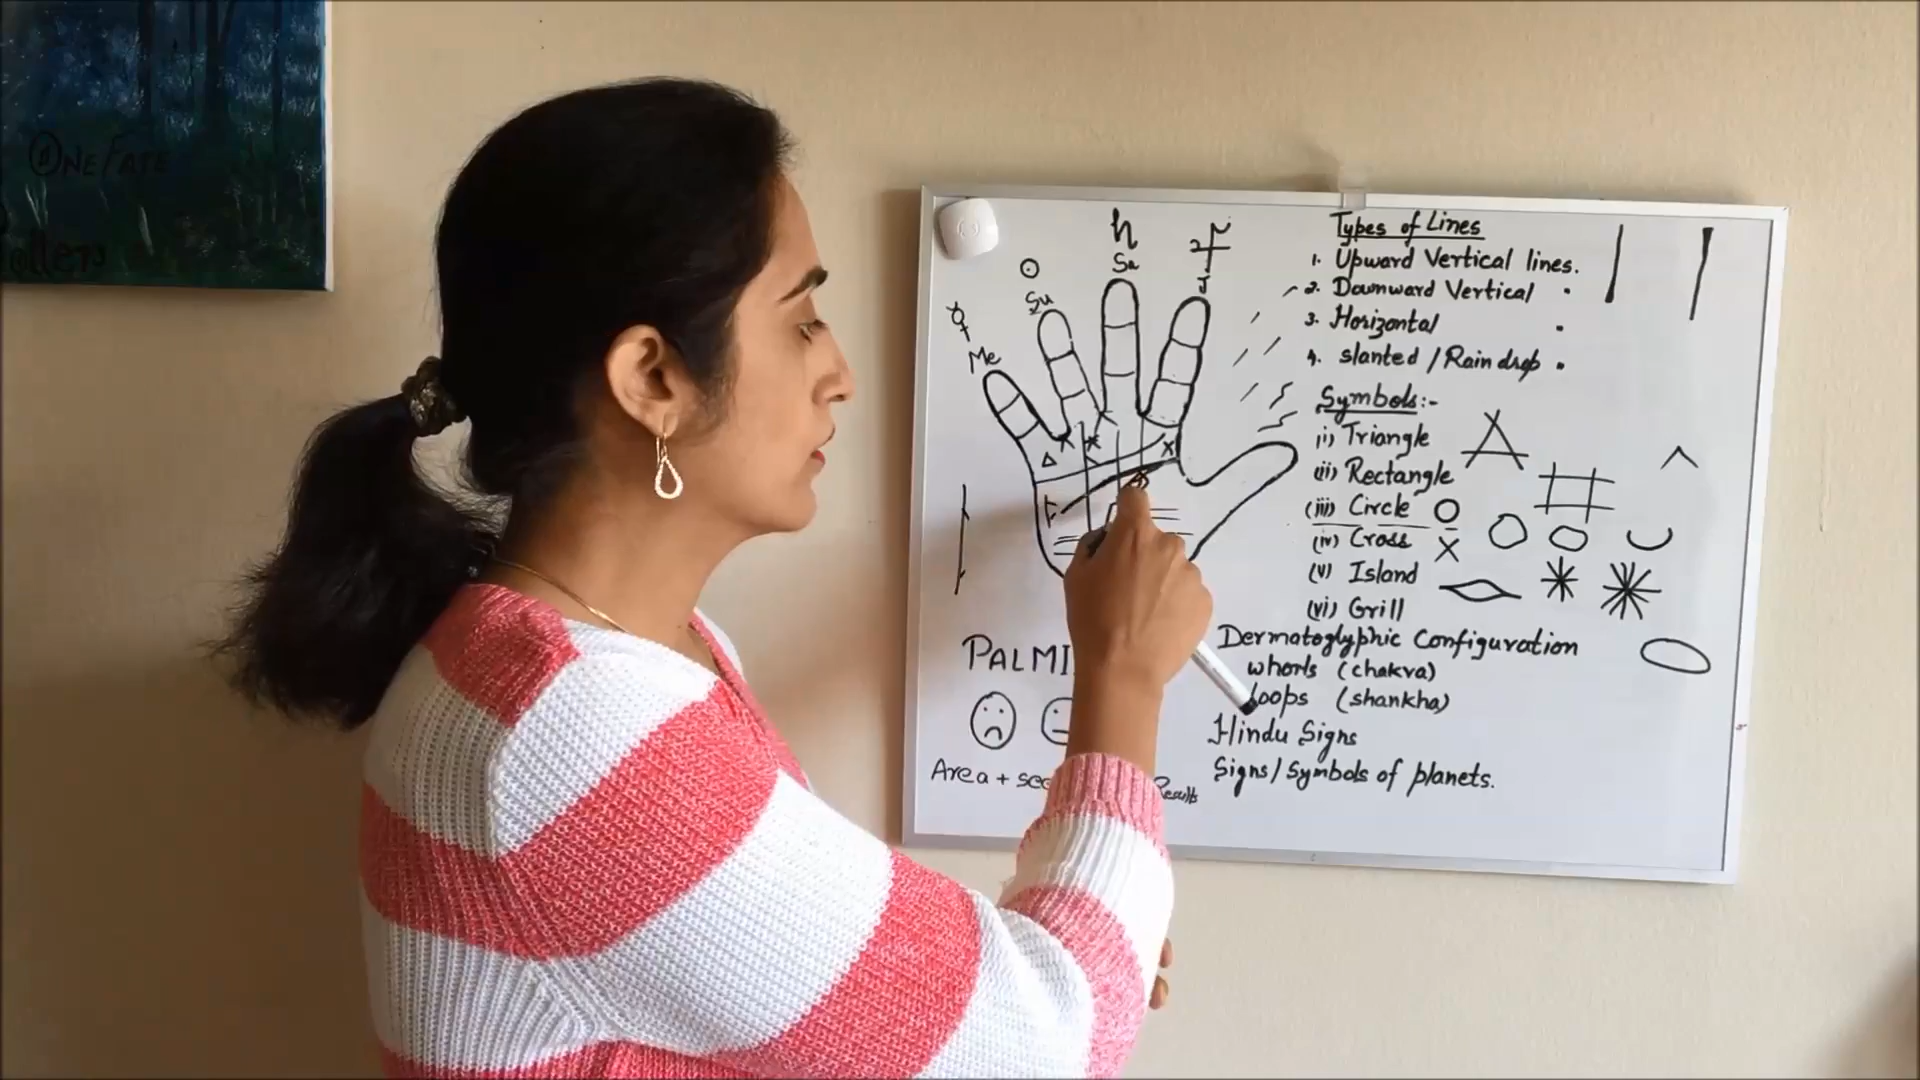 OneFate
Sa
Su
J
Me
Types of Lines
1. Upward Vertical lines.
2. Downward Vertical "
3. Horizontal "
4. slanted / Rain drop "
Symbols:-
(i) Triangle
(ii) Rectangle
(iii) Circle
(iv) Cross
(v) Island
(vi) Grill
Dermatoglyphic Configuration
whorls (chakra)
loops (shankha)
Hindu Signs
Signs/Symbols of planets.
PALMI
Area +
Results